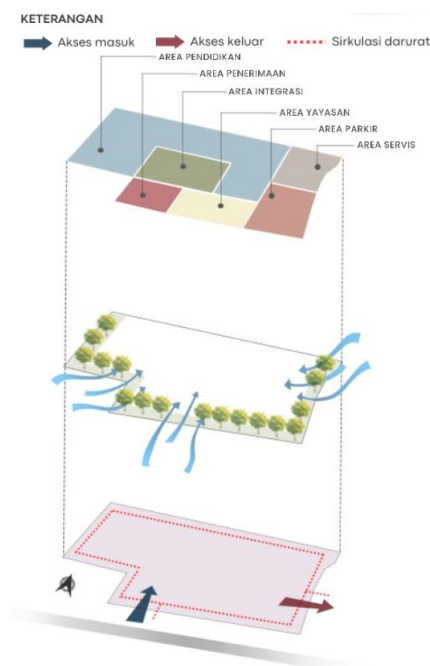 KETERANGAN
Akses masuk
Akses keluar
Sirkulasi darurat
AREA PENDIDIKAN
AREA PENERIMAAN
AREA INTEGRASI
AREA YAYASAN
AREA PARKIR
AREA SERVIS